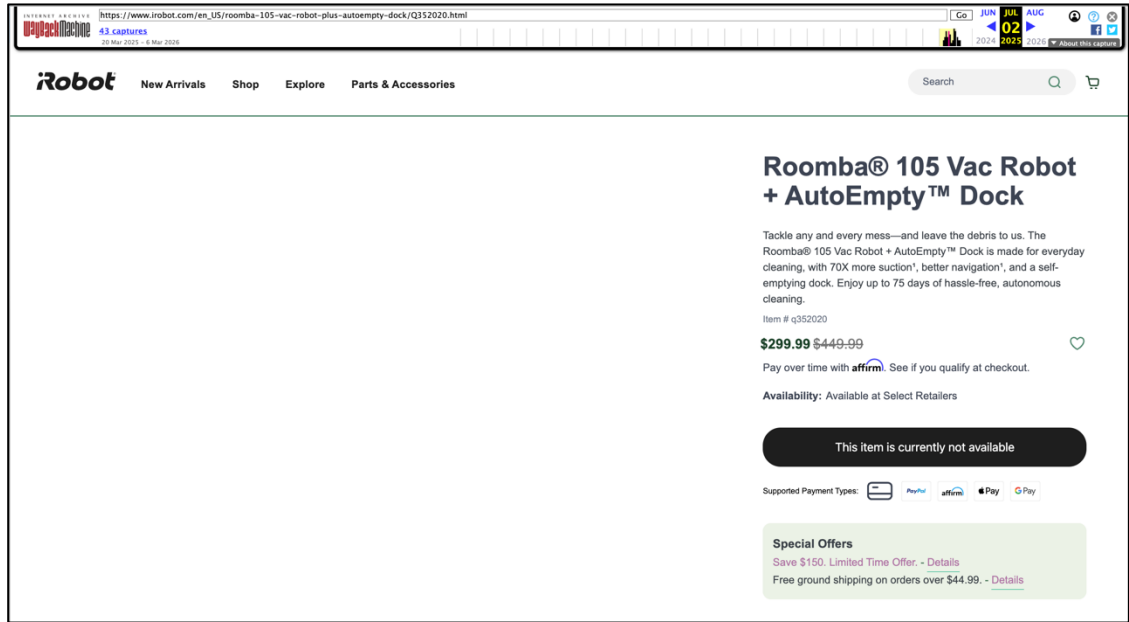 INTERNET ARCHIVE
WayBackMachine
https://www.irobot.com/en_US/roomba-105-vac-robot-plus-autoempty-dock/Q352020.html
Go
43 captures
20 Mar 2025 – 6 Mar 2026
JUN JUL AUG
02
2024 2025 2026
▼ About this capture
iRobot
New Arrivals
Shop
Explore
Parts & Accessories
Search
Roomba® 105 Vac Robot
+ AutoEmpty™ Dock
Tackle any and every mess—and leave the debris to us. The
Roomba® 105 Vac Robot + AutoEmpty™ Dock is made for everyday
cleaning, with 70X more suction¹, better navigation¹, and a self-
emptying dock. Enjoy up to 75 days of hassle-free, autonomous
cleaning.
Item # q352020
$299.99 $449.99
Pay over time with affirm. See if you qualify at checkout.
Availability: Available at Select Retailers
This item is currently not available
Supported Payment Types: PayPal affirm Pay G Pay
Special Offers
Save $150. Limited Time Offer. - Details
Free ground shipping on orders over $44.99. - Details